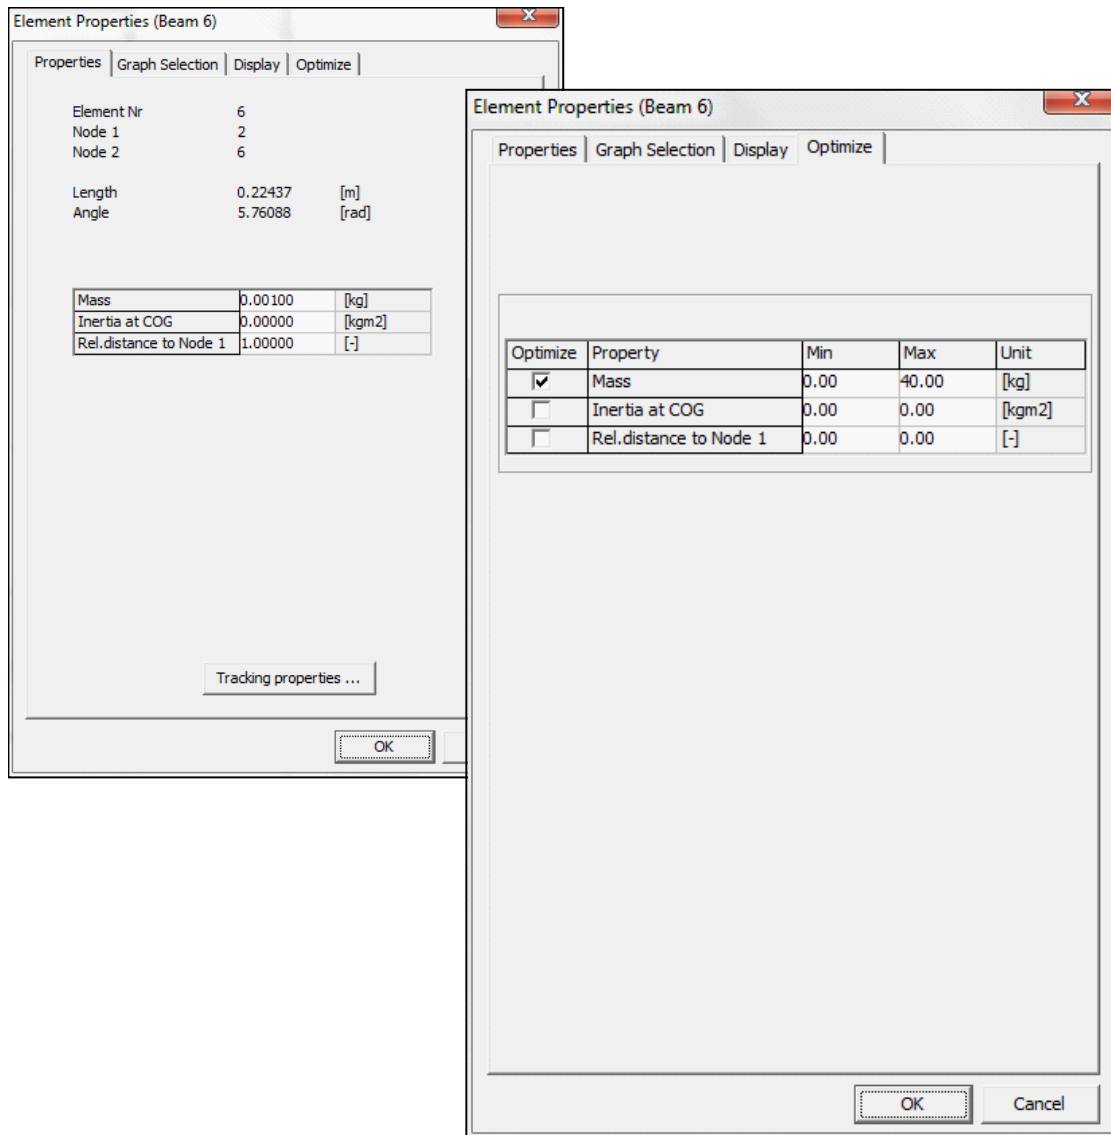 Element Properties (Beam 6)
Properties Graph Selection Display Optimize
Element Nr 6
Node 1 2
Node 2 6
Length 0.22437 [m]
Angle 5.76088 [rad]
Mass 0.00100 [kg]
Inertia at COG 0.00000 [kgm2]
Rel.distance to Node 1 1.00000 [-]
Tracking properties ...
OK
Element Properties (Beam 6)
Properties Graph Selection Display Optimize
Optimize Property Min Max Unit
Mass 0.00 40.00 [kg]
Inertia at COG 0.00 0.00 [kgm2]
Rel.distance to Node 1 0.00 0.00 [-]
OK Cancel